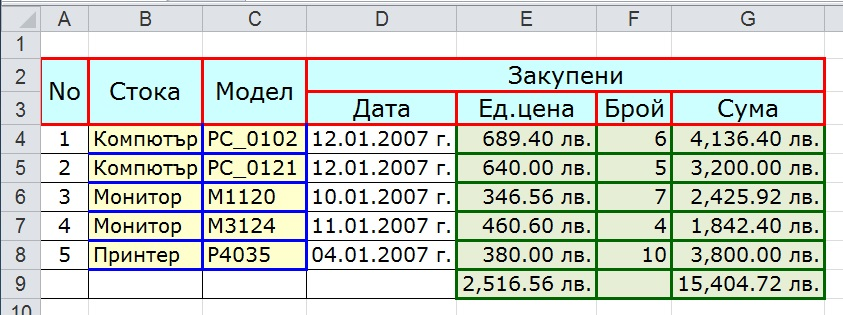 A B C D E F G
1
2 No Стока Модел Закупени
3 Дата Ед.цена Брой Сума
4 1 Компютър PC_0102 12.01.2007 г. 689.40 лв. 6 4,136.40 лв.
5 2 Компютър PC_0121 12.01.2007 г. 640.00 лв. 5 3,200.00 лв.
6 3 Монитор M1120 10.01.2007 г. 346.56 лв. 7 2,425.92 лв.
7 4 Монитор M3124 11.01.2007 г. 460.60 лв. 4 1,842.40 лв.
8 5 Принтер P4035 04.01.2007 г. 380.00 лв. 10 3,800.00 лв.
9 2,516.56 лв. 15,404.72 лв.
10